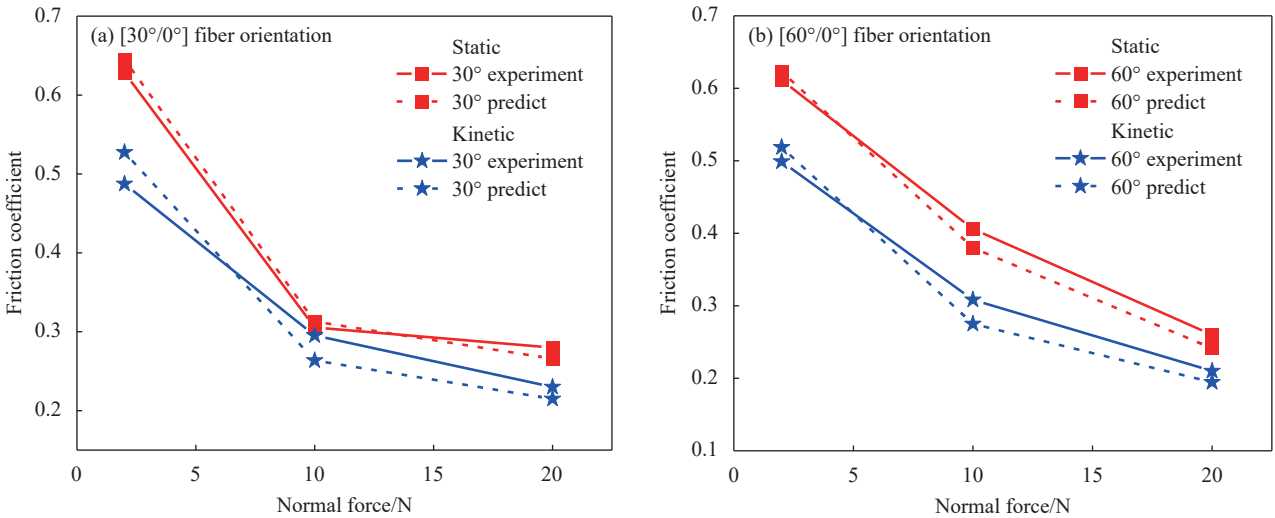 (a) [30°/0°] fiber orientation
Static
30° experiment
30° predict
Kinetic
30° experiment
30° predict
0.7
0.6
0.5
0.4
0.3
0.2
Friction coefficient
0
5
10
15
20
Normal force/N
(b) [60°/0°] fiber orientation
Static
60° experiment
60° predict
Kinetic
60° experiment
60° predict
0.7
0.6
0.5
0.4
0.3
0.2
0.1
Friction coefficient
0
5
10
15
20
Normal force/N